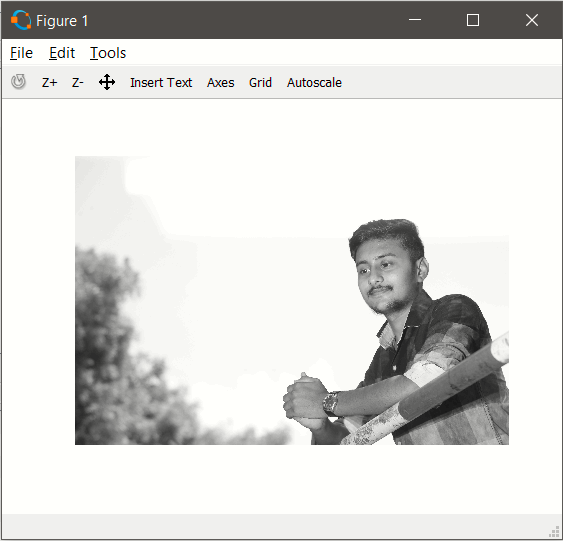 Figure 1
File Edit Tools
Z+ Z- Insert Text Axes Grid Autoscale